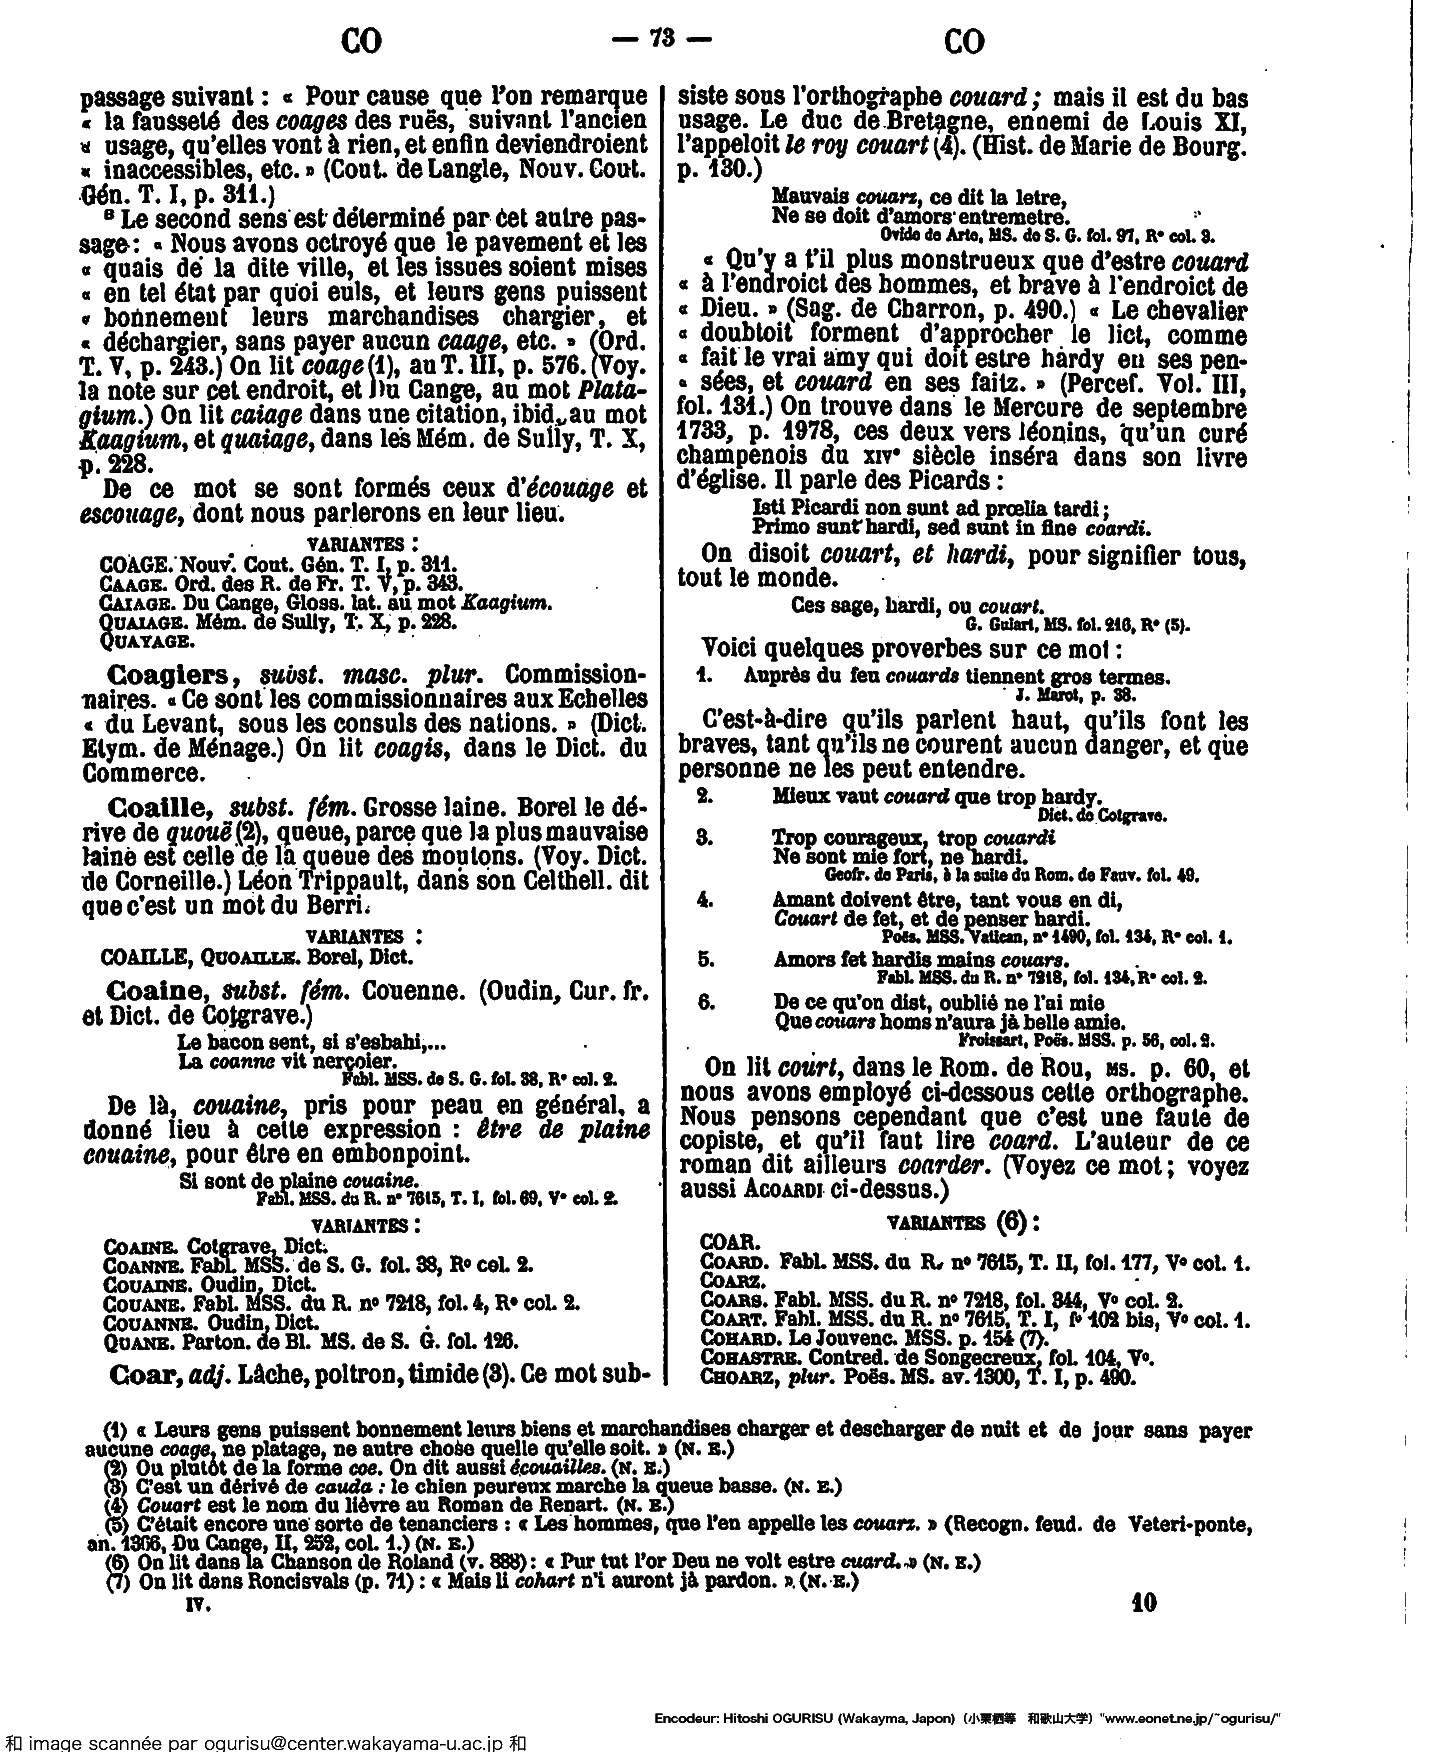 CO — 73 — CO
passage suivant : « Pour cause que l'on remarque
« la fausseté des coages des ruës, suivant l'ancien
« usage, qu'elles vont à rien, et enfin deviendroient
« inaccessibles, etc. » (Cout. de Langle, Nouv. Cout.
Gén. T. I, p. 311.)
B Le second sens est déterminé par cet autre pas-
sage : « Nous avons octroyé que le pavement et les
« quais de la dite ville, et les issues soient mises
« en tel état par quoi euls, et leurs gens puissent
« bonnement leurs marchandises chargier, et
« déchargier, sans payer aucun caage, etc. » (Ord.
T. V, p. 243.) On lit coage (1), au T. III, p. 576. (Voy.
la note sur cet endroit, et Du Cange, au mot Plata-
gium.) On lit caiage dans une citation, ibid., au mot
Kaagium, et quaiage, dans les Mém. de Sully, T. X,
p. 228.
De ce mot se sont formés ceux d'écouage et
escouage, dont nous parlerons en leur lieu.
VARIANTES :
COAGE. Nouv. Cout. Gén. T. I, p. 311.
CAAGE. Ord. des R. de Fr. T. V, p. 343.
CAIAGE. Du Cange, Gloss. lat. au mot Kaagium.
QUAIAGE. Mém. de Sully, T. X, p. 228.
QUAYAGE.
Coagiers, subst. masc. plur. Commission-
naires. « Ce sont les commissionnaires aux Echelles
« du Levant, sous les consuls des nations. » (Dict.
Etym. de Ménage.) On lit coagis, dans le Dict. du
Commerce.
Coaille, subst. fém. Grosse laine. Borel le dé-
rive de quouë (2), queue, parce que la plus mauvaise
laine est celle de la queue des moutons. (Voy. Dict.
de Corneille.) Léon Trippault, dans son Celthell. dit
que c'est un mot du Berri.
VARIANTES :
COAILLE, QUOAILLE. Borel, Dict.
Coaine, subst. fém. Couenne. (Oudin, Cur. fr.
et Dict. de Cotgrave.)
Le bacon sent, si s'esbahi,...
La coanne vit nerçoier.
Fabl. MSS. de S. G. fol. 38, R° col. 2.
De là, couaine, pris pour peau en général, a
donné lieu à cette expression : être de plaine
couaine, pour être en embonpoint.
Si sont de plaine couaine.
Fabl. MSS. du R. n° 7615, T. I, fol. 69, V° col. 2.
VARIANTES :
COAINE. Cotgrave, Dict.
COANNE. Fabl. MSS. de S. G. fol. 38, R° col. 2.
COUAINE. Oudin, Dict.
COUANE. Fabl. MSS. du R. n° 7218, fol. 4, R° col. 2.
COUANNE. Oudin, Dict.
QUANE. Parton. de Bl. MS. de S. G. fol. 126.
Coar, adj. Lâche, poltron, timide (3). Ce mot sub-
siste sous l'orthographe couard ; mais il est du bas
usage. Le duc de Bretagne, ennemi de Louis XI,
l'appeloit le roy couart (4). (Hist. de Marie de Bourg.
p. 130.)
Mauvais couarz, ce dit la letre,
Ne se doit d'amors entremetre.
Ovide de Arte, MS. de S. G. fol. 97, R° col. 3.
« Qu'y a t'il plus monstrueux que d'estre couard
« à l'endroict des hommes, et brave à l'endroict de
« Dieu. » (Sag. de Charron, p. 490.) « Le chevalier
« doubtoit forment d'approcher le lict, comme
« fait le vrai amy qui doit estre hardy en ses pen-
« sées, et couard en ses faitz. » (Percef. Vol. III,
fol. 131.) On trouve dans le Mercure de septembre
1733, p. 1978, ces deux vers léonins, qu'un curé
champenois du XIV° siècle inséra dans son livre
d'église. Il parle des Picards :
Isti Picardi non sunt ad prœlia tardi ;
Primo sunt hardi, sed sunt in fine coardi.
On disoit couart, et hardi, pour signifier tous,
tout le monde.
Ces sage, hardi, ou couart.
G. Guiart, MS. fol. 216, R° (5).
Voici quelques proverbes sur ce mot :
1. Auprès du feu couards tiennent gros termes.
J. Marot, p. 38.
C'est-à-dire qu'ils parlent haut, qu'ils font les
braves, tant qu'ils ne courent aucun danger, et que
personne ne les peut entendre.
2. Mieux vaut couard que trop hardy.
Dict. de Cotgrave.
3. Trop courageux, trop couardi
Ne sont mie fort, ne hardi.
Geofr. de Paris, à la suite du Rom. de Fauv. fol. 49.
4. Amant doivent être, tant vous en di,
Couart de fet, et de penser hardi.
Poës. MSS. Vatican, n° 1490, fol. 134, R° col. 1.
5. Amors fet hardis mains couars.
Fabl. MSS. du R. n° 7218, fol. 134, R° col. 2.
6. De ce qu'on dist, oublié ne l'ai mie
Que couars homs n'aura jà belle amie.
Froissart, Poës. MSS. p. 56, col. 2.
On lit court, dans le Rom. de Rou, MS. p. 60, et
nous avons employé ci-dessous cette orthographe.
Nous pensons cependant que c'est une faute de
copiste, et qu'il faut lire coard. L'auteur de ce
roman dit ailleurs coarder. (Voyez ce mot ; voyez
aussi ACOARDI ci-dessus.)
VARIANTES (6) :
COAR.
COARD. Fabl. MSS. du R. n° 7615, T. II, fol. 177, V° col. 1.
COARZ.
COARS. Fabl. MSS. du R. n° 7218, fol. 344, V° col. 2.
COART. Fabl. MSS. du R. n° 7615, T. I, f° 102 bis, V° col. 1.
COHARD. Le Jouvenc. MSS. p. 154 (7).
COHASTRE. Contred. de Songecreux, fol. 104, V°.
CHOARZ, plur. Poës. MS. av. 1300, T. I, p. 490.
(1) « Leurs gens puissent bonnement leurs biens et marchandises charger et descharger de nuit et de jour sans payer
aucune coage, ne platage, ne autre chose quelle qu'elle soit. » (N. E.)
(2) Ou plutôt de la forme coe. On dit aussi écouailles. (N. E.)
(3) C'est un dérivé de cauda : le chien peureux marche la queue basse. (N. E.)
(4) Couart est le nom du lièvre au Roman de Renart. (N. E.)
(5) C'était encore une sorte de tenanciers : « Les hommes, que l'en appelle les couarz. » (Recogn. feud. de Veteri-ponte,
an. 1366, Du Cange, II, 252, col. 1.) (N. E.)
(6) On lit dans la Chanson de Roland (v. 888) : « Pur tut l'or Deu ne volt estre cuard. » (N. E.)
(7) On lit dans Roncisvals (p. 71) : « Mais li cohart n'i auront jà pardon. » (N. E.)
IV. 10
Encodeur: Hitoshi OGURISU (Wakayma, Japon) (小栗栖等 和歌山大学) "www.eonet.ne.jp/~ogurisu/"
和 image scannée par ogurisu@center.wakayama-u.ac.jp 和